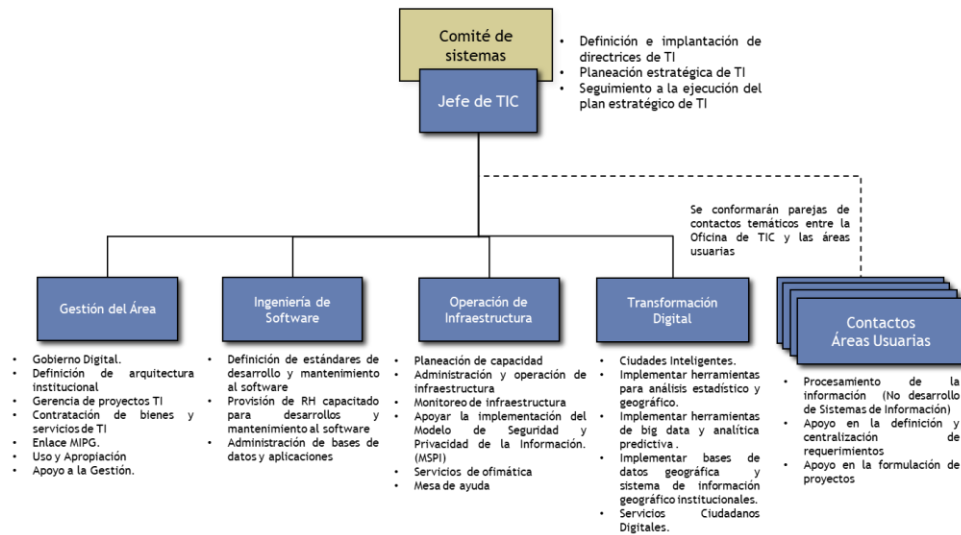 Comité de
sistemas
Jefe de TIC
• Definición e implantación de
directrices de TI
• Planeación estratégica de TI
• Seguimiento a la ejecución del
plan estratégico de TI
Se conformarán parejas de
contactos temáticos entre la
Oficina de TIC y las áreas
usuarias
Gestión del Área
• Gobierno Digital.
• Definición de arquitectura
institucional
• Gerencia de proyectos TI
• Contratación de bienes y
servicios de TI
• Enlace MIPG.
• Uso y Apropiación
• Apoyo a la Gestión.
Ingeniería de
Software
• Definición de estándares de
desarrollo y mantenimiento
al software
• Provisión de RH capacitado
para desarrollos y
mantenimiento al software
• Administración de bases de
datos y aplicaciones
Operación de
Infraestructura
• Planeación de capacidad
• Administración y operación de
infraestructura
• Monitoreo de infraestructura
• Apoyar la implementación del
Modelo de Seguridad y
Privacidad de la Información.
(MSPI)
• Servicios de ofimática
• Mesa de ayuda
Transformación
Digital
• Ciudades Inteligentes.
• Implementar herramientas
para análisis estadístico y
geográfico.
• Implementar herramientas
de big data y analítica
predictiva .
• Implementar bases de
datos geográfica y
sistema de información
geográfico institucionales.
• Servicios Ciudadanos
Digitales.
Contactos
Áreas Usuarias
• Procesamiento de la
información (No desarrollo
de Sistemas de Información)
• Apoyo en la definición y
centralización de
requerimientos
• Apoyo en la formulación de
proyectos